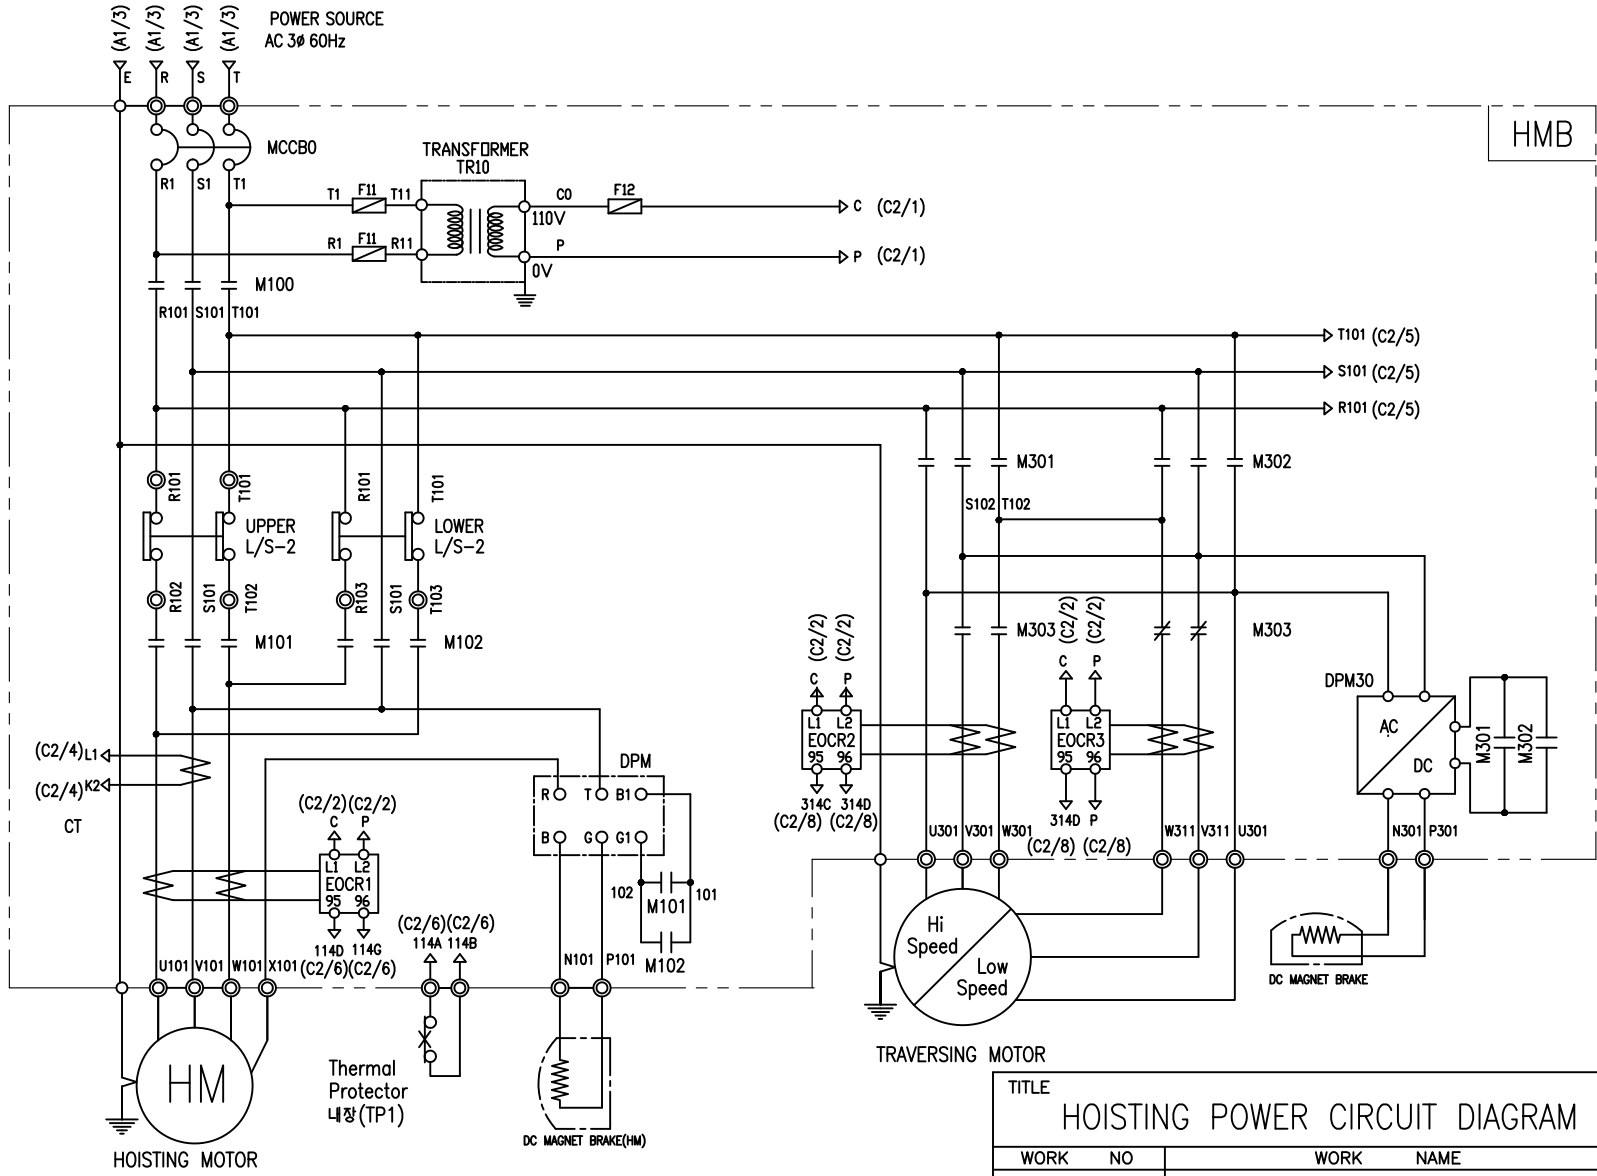 (A1/3) (A1/3) (A1/3) (A1/3)
POWER SOURCE
AC 3ø 60Hz
E R S T
HMB
MCCB0
R1 S1 T1
TRANSFORMER
TR10
T1 F11 T11
C0 F12
110V
C (C2/1)
R1 F11 R11
P
0V
P (C2/1)
M100
R101 S101 T101
T101 (C2/5)
S101 (C2/5)
R101 (C2/5)
R101 T101 R101 T101
M301 M302
S102 T102
UPPER
L/S-2
LOWER
L/S-2
R102 S101 T102 R103 S101 T103
M101 M102
M303 M303
(C2/2) (C2/2) (C2/2) (C2/2)
C P C P
L1 L2
EOCR2
95 96
314C 314D
(C2/8) (C2/8)
L1 L2
EOCR3
95 96
314D P
(C2/8) (C2/8)
DPM30
AC
DC
M301 M302
(C2/4) L1
(C2/4) K2
CT
DPM
R T B1
B G G1
102 101
M101
M102
(C2/2) (C2/2)
C P
L1 L2
EOCR1
95 96
114D 114G
(C2/6) (C2/6)
(C2/6) (C2/6)
114A 114B
U101 V101 W101 X101
N101 P101
U301 V301 W301
W311 V311 U301
N301 P301
Hi
Speed
Low
Speed
DC MAGNET BRAKE
TRAVERSING MOTOR
HM
HOISTING MOTOR
Thermal
Protector
내장(TP1)
DC MAGNET BRAKE(HM)
TITLE
HOISTING POWER CIRCUIT DIAGRAM
WORK NO
WORK NAME